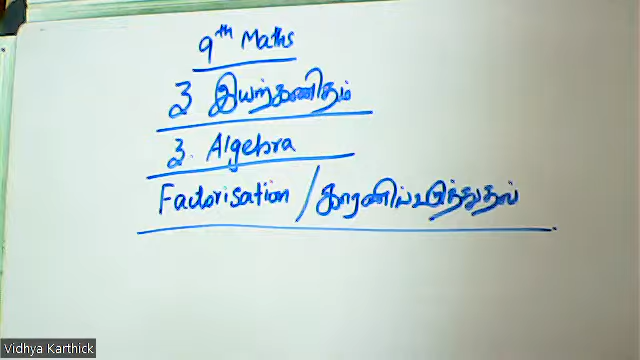 9th Maths
3 இயற்கணிதம்
3. Algebra
Factorisation / காரணிப்படுத்துதல்
Vidhya Karthick